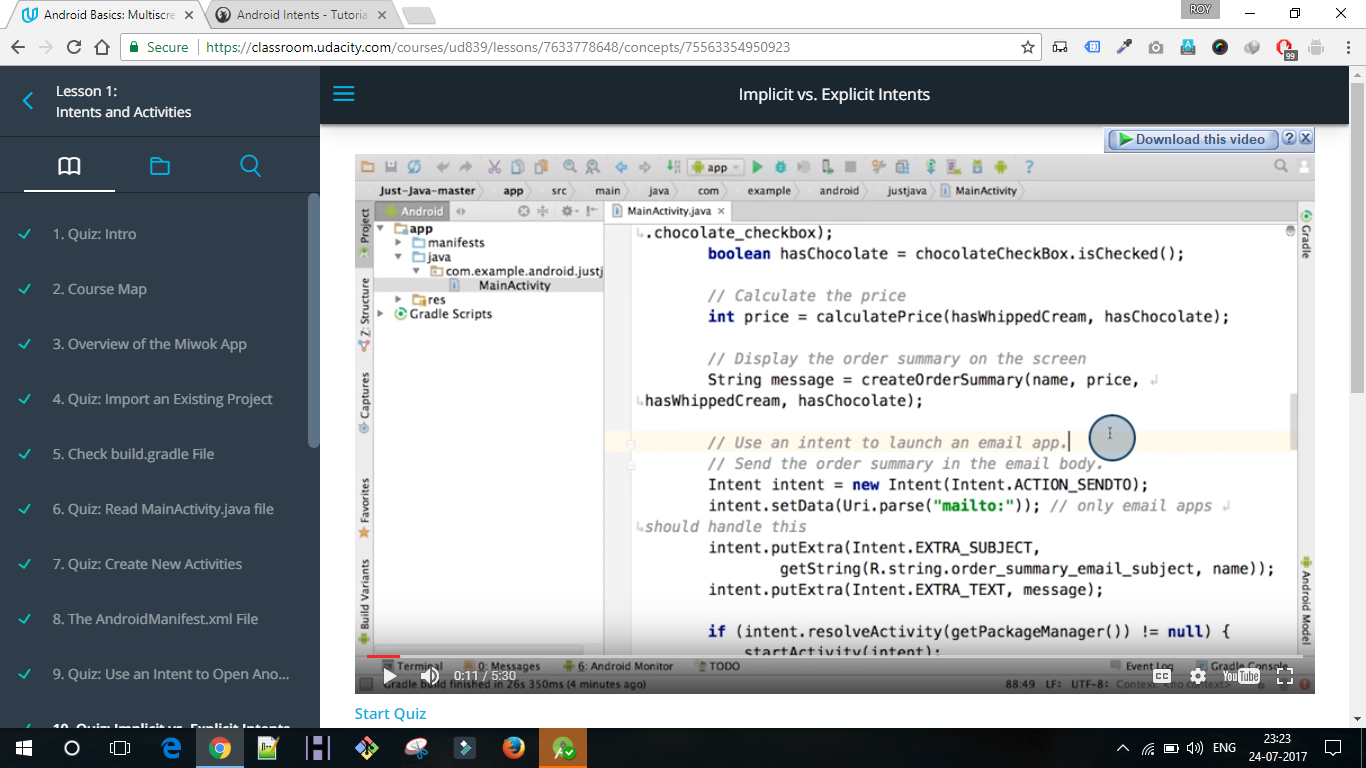 Android Basics: Multiscre
Android Intents - Tutoria
ROY
Secure
https://classroom.udacity.com/courses/ud839/lessons/7633778648/concepts/75563354950923
99
Lesson 1:
Intents and Activities
Implicit vs. Explicit Intents
Download this video
1. Quiz: Intro
2. Course Map
3. Overview of the Miwok App
4. Quiz: Import an Existing Project
5. Check build.gradle File
6. Quiz: Read MainActivity.java file
7. Quiz: Create New Activities
8. The AndroidManifest.xml File
9. Quiz: Use an Intent to Open Ano...
10. Quiz: Implicit vs. Explicit Intents
app
Just-Java-master
app
src
main
java
com
example
android
justjava
MainActivity
Project
Z: Structure
Captures
Favorites
Build Variants
Android
app
manifests
java
com.example.android.justj
MainActivity
res
Gradle Scripts
MainActivity.java
.chocolate_checkbox);
boolean hasChocolate = chocolateCheckBox.isChecked();
// Calculate the price
int price = calculatePrice(hasWhippedCream, hasChocolate);
// Display the order summary on the screen
String message = createOrderSummary(name, price,
hasWhippedCream, hasChocolate);
// Use an intent to launch an email app.
// Send the order summary in the email body.
Intent intent = new Intent(Intent.ACTION_SENDTO);
intent.setData(Uri.parse("mailto:")); // only email apps
should handle this
intent.putExtra(Intent.EXTRA_SUBJECT,
getString(R.string.order_summary_email_subject, name));
intent.putExtra(Intent.EXTRA_TEXT, message);
if (intent.resolveActivity(getPackageManager()) != null) {
startActivity(intent);
Gradle
Android Model
Terminal
0: Messages
6: Android Monitor
TODO
Event Log
Gradle Console
0:11 / 5:30
CC
YouTube
Gradle build finished in 26s 350ms (4 minutes ago)
88:49
LF:
UTF-8:
Context: <no context>
Start Quiz
ENG
23:23
24-07-2017